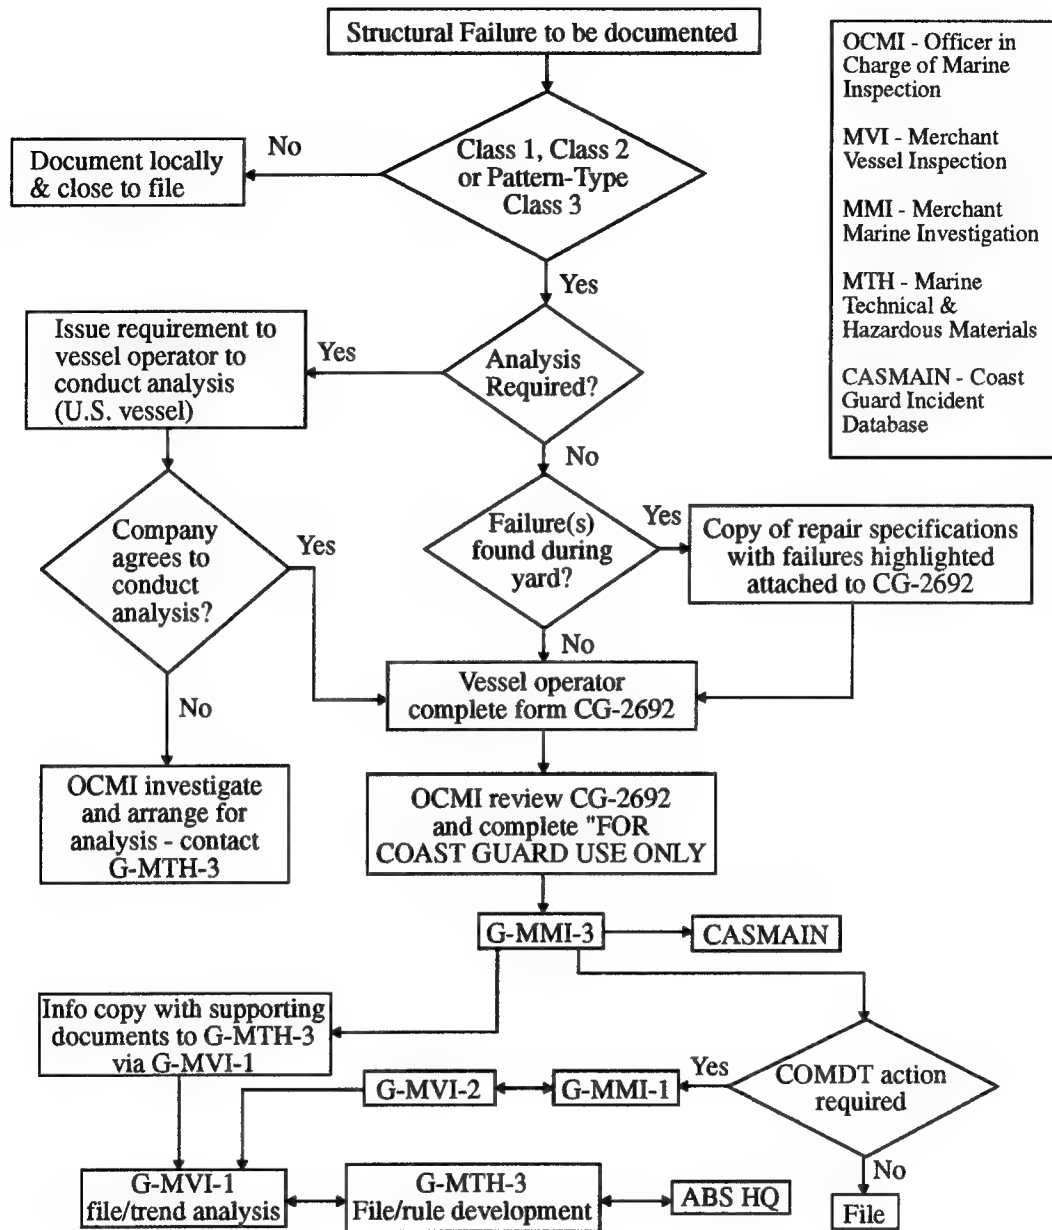 Structural Failure to be documented
OCMI - Officer in
Charge of Marine
Inspection
MVI - Merchant
Vessel Inspection
MMI - Merchant
Marine Investigation
MTH - Marine
Technical &
Hazardous Materials
CASMAIN - Coast
Guard Incident
Database
No
Document locally
& close to file
Class 1, Class 2
or Pattern-Type
Class 3
Yes
Issue requirement to
vessel operator to
conduct analysis
(U.S. vessel)
Yes
Analysis
Required?
No
Company
agrees to
conduct
analysis?
Yes
Failure(s)
found during
yard?
Yes
Copy of repair specifications
with failures highlighted
attached to CG-2692
No
No
Vessel operator
complete form CG-2692
OCMI investigate
and arrange for
analysis - contact
G-MTH-3
OCMI review CG-2692
and complete "FOR
COAST GUARD USE ONLY
G-MMI-3
CASMAIN
Info copy with supporting
documents to G-MTH-3
via G-MVI-1
G-MVI-2
G-MMI-1
Yes
COMDT action
required
No
G-MVI-1
file/trend analysis
G-MTH-3
File/rule development
ABS HQ
File